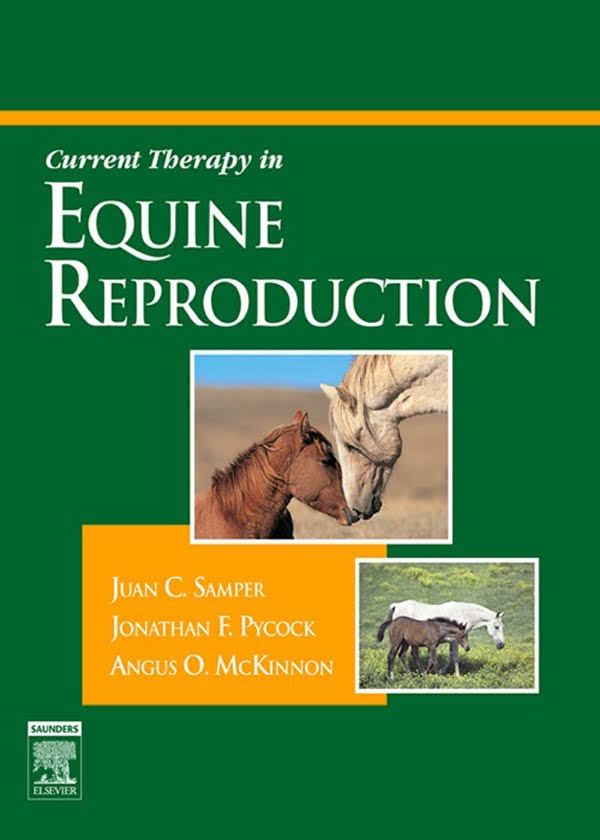 Current Therapy in
EQUINE
REPRODUCTION
JUAN C. SAMPER
JONATHAN F. PYCOCK
ANGUS O. MCKINNON
SAUNDERS
ELSEVIER